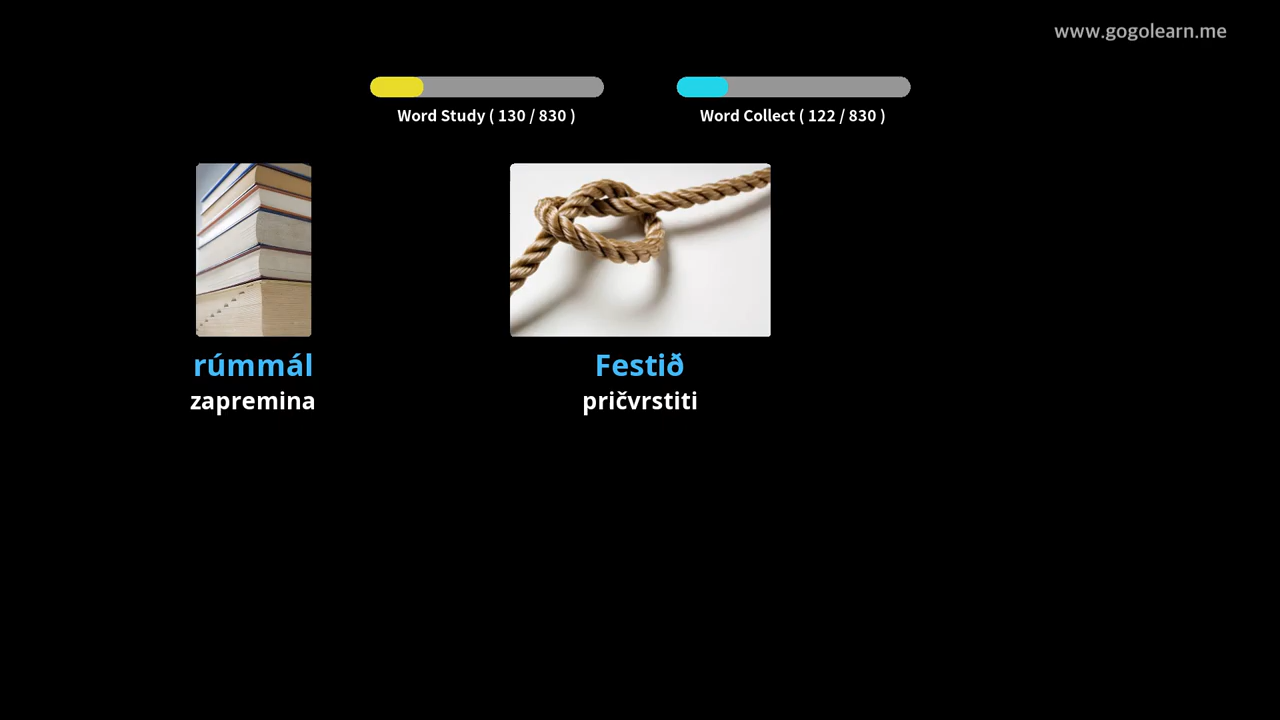 www.gogolearn.me
Word Study ( 130 / 830 )
Word Collect ( 122 / 830 )
rúmmál
zapremina
Festið
pričvrstiti